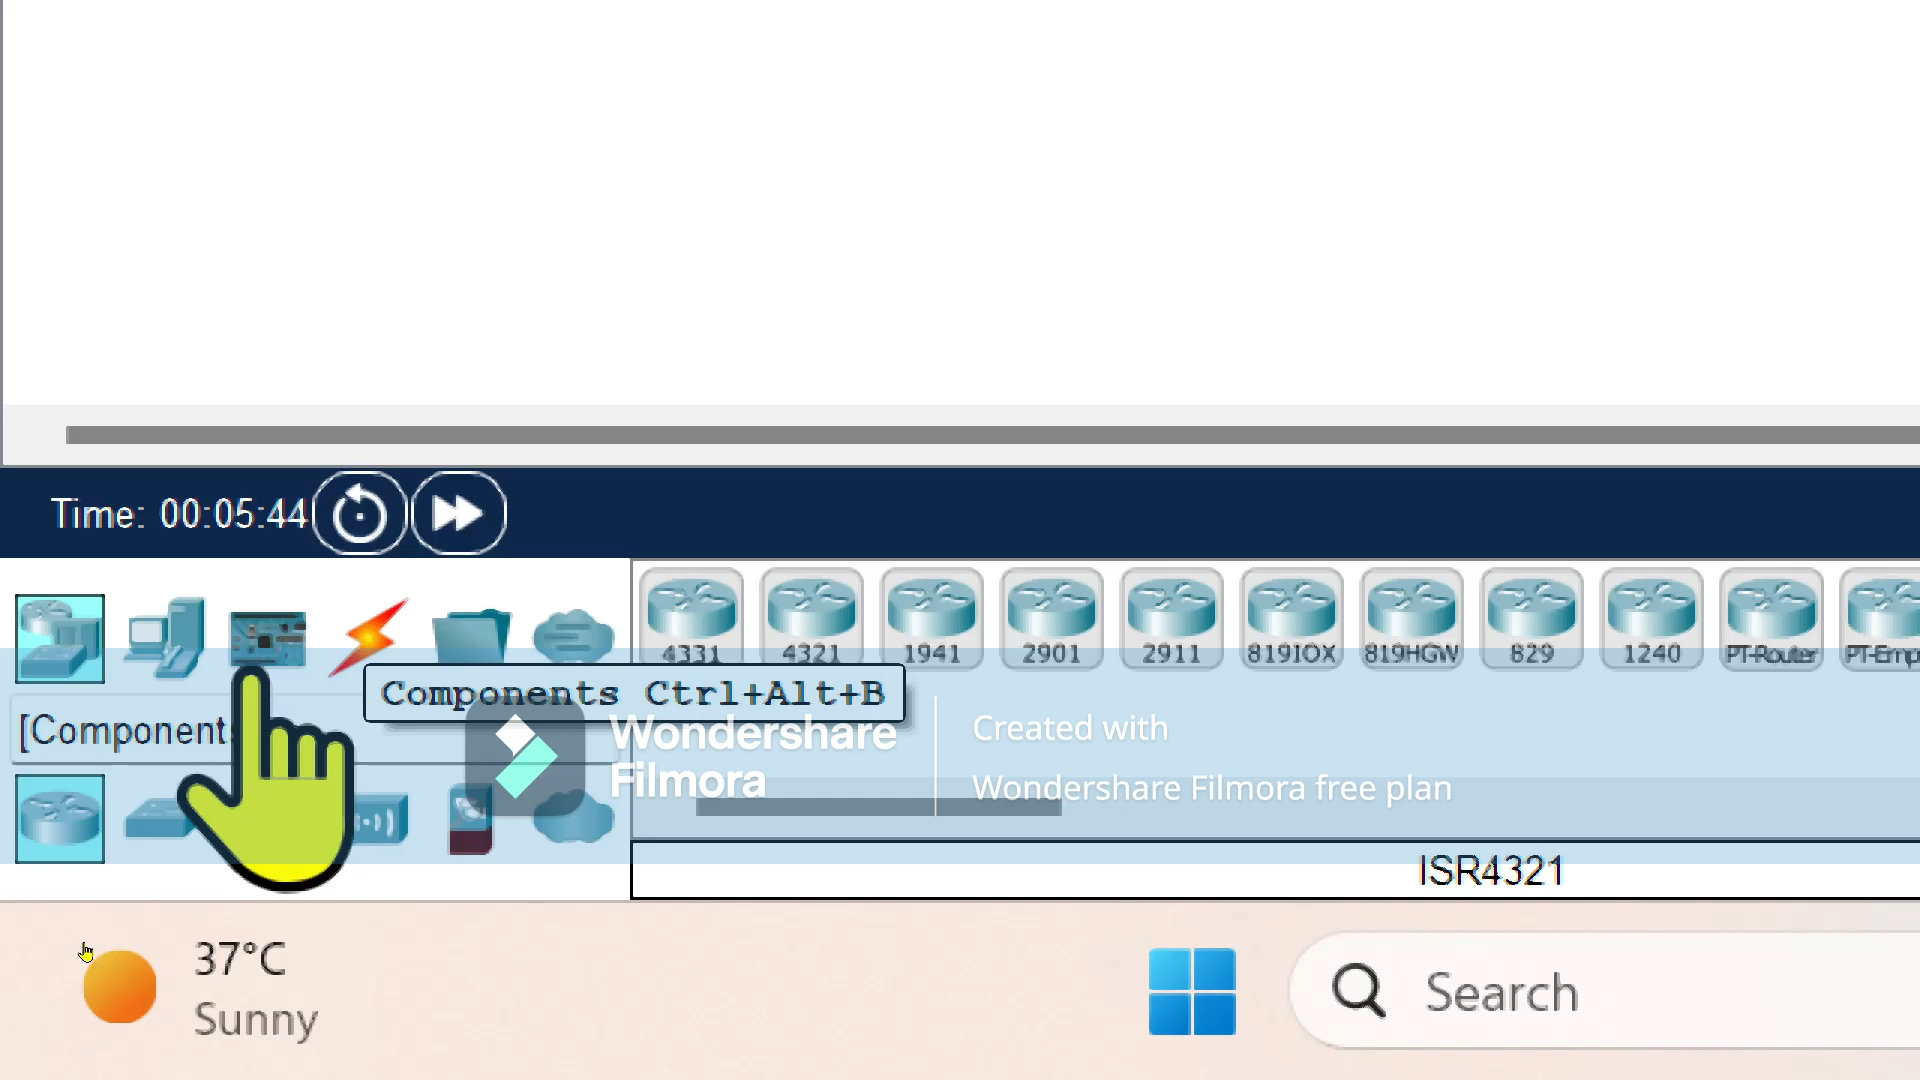 Time: 00:05:44
4331 4321 1941 2901 2911 819IOX 819HGW 829 1240 PT-Router
Components Ctrl+Alt+B
[Component
Wondershare
Filmora
Created with
Wondershare Filmora free plan
ISR4321
37°C
Sunny
Search